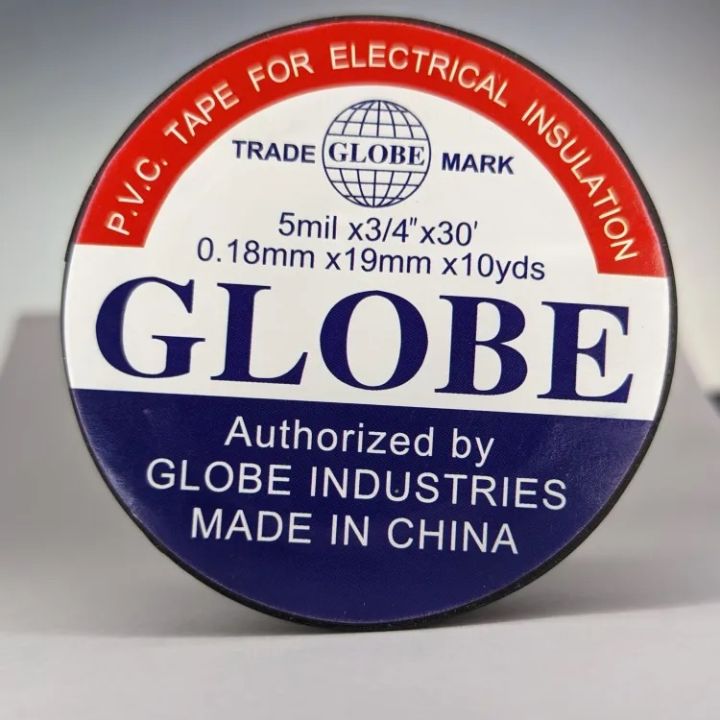 P.V.C. TAPE FOR ELECTRICAL INSULATION
TRADE GLOBE MARK
5mil x3/4"x30'
0.18mm x19mm x10yds
GLOBE
Authorized by
GLOBE INDUSTRIES
MADE IN CHINA